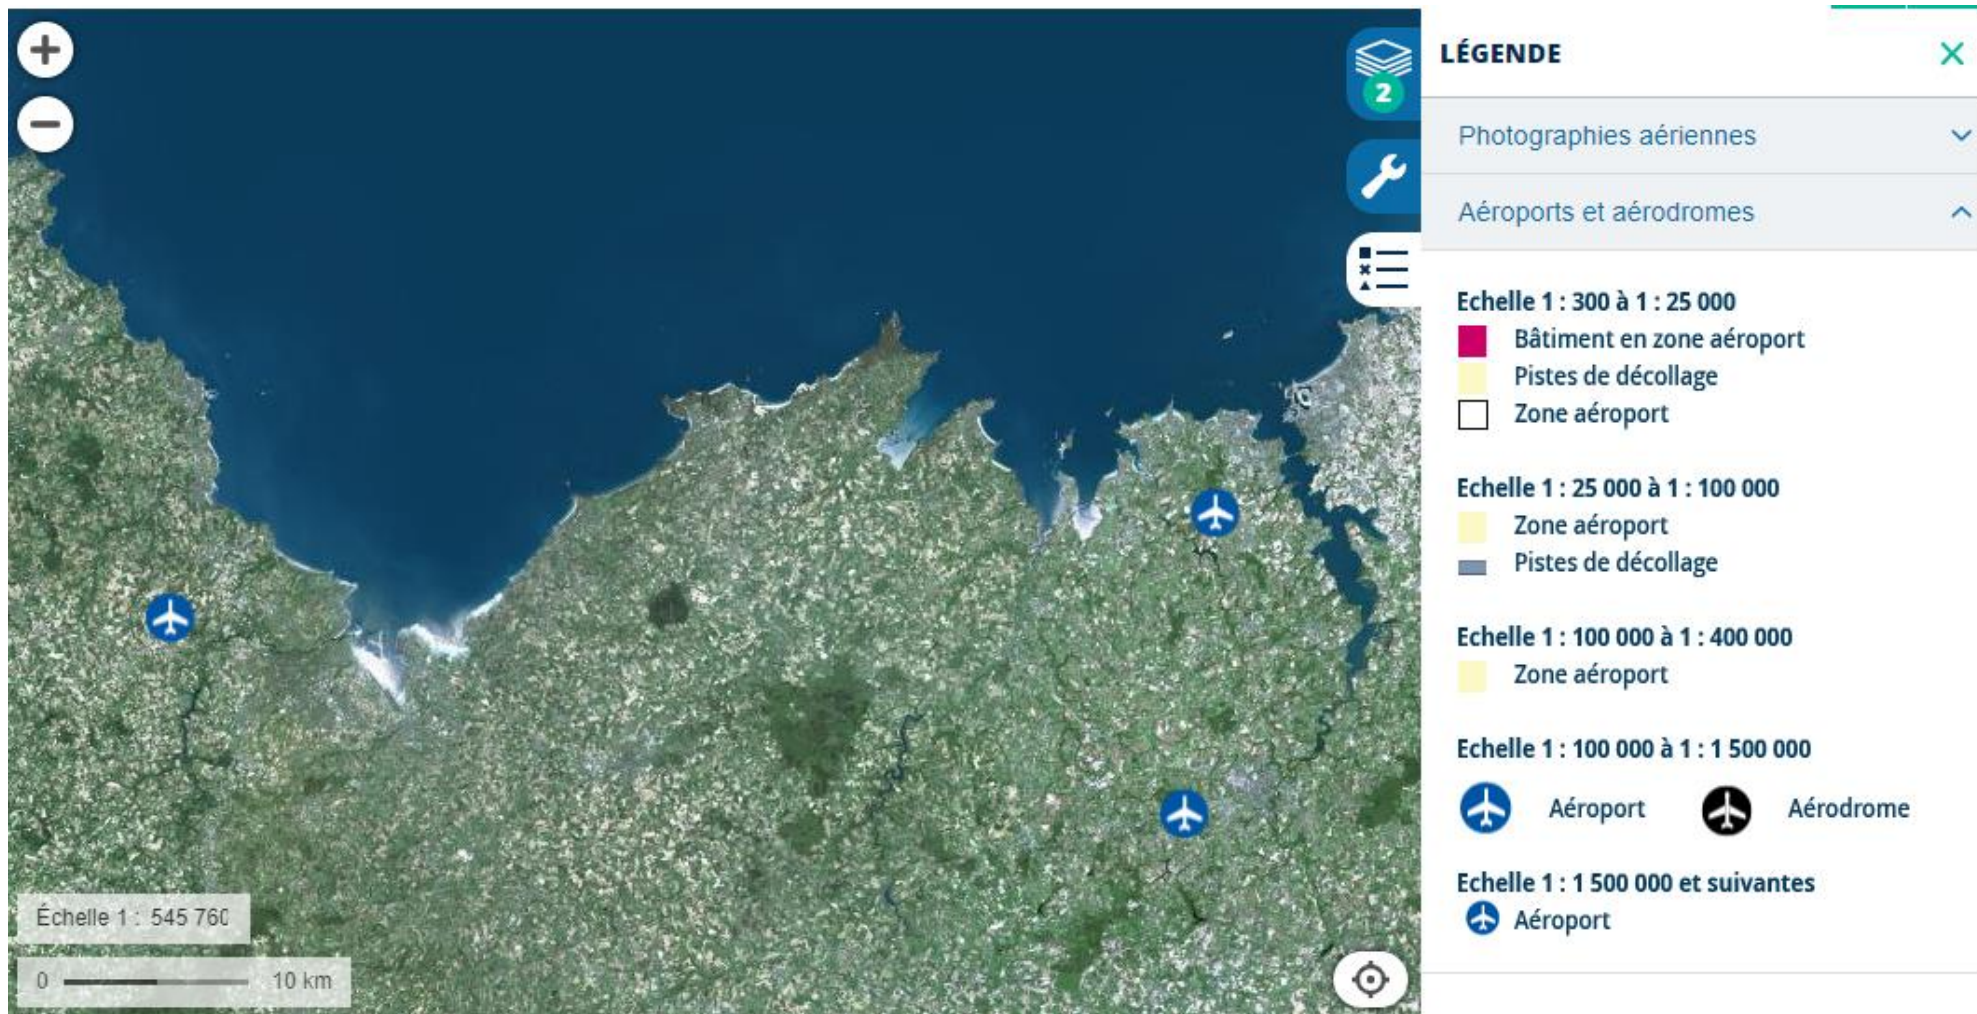 2
LÉGENDE
Photographies aériennes
Aéroports et aérodromes
Echelle 1 : 300 à 1 : 25 000
Bâtiment en zone aéroport
Pistes de décollage
Zone aéroport
Echelle 1 : 25 000 à 1 : 100 000
Zone aéroport
Pistes de décollage
Echelle 1 : 100 000 à 1 : 400 000
Zone aéroport
Echelle 1 : 100 000 à 1 : 1 500 000
Aéroport Aérodrome
Echelle 1 : 1 500 000 et suivantes
Aéroport
Échelle 1 : 545 760
0 10 km